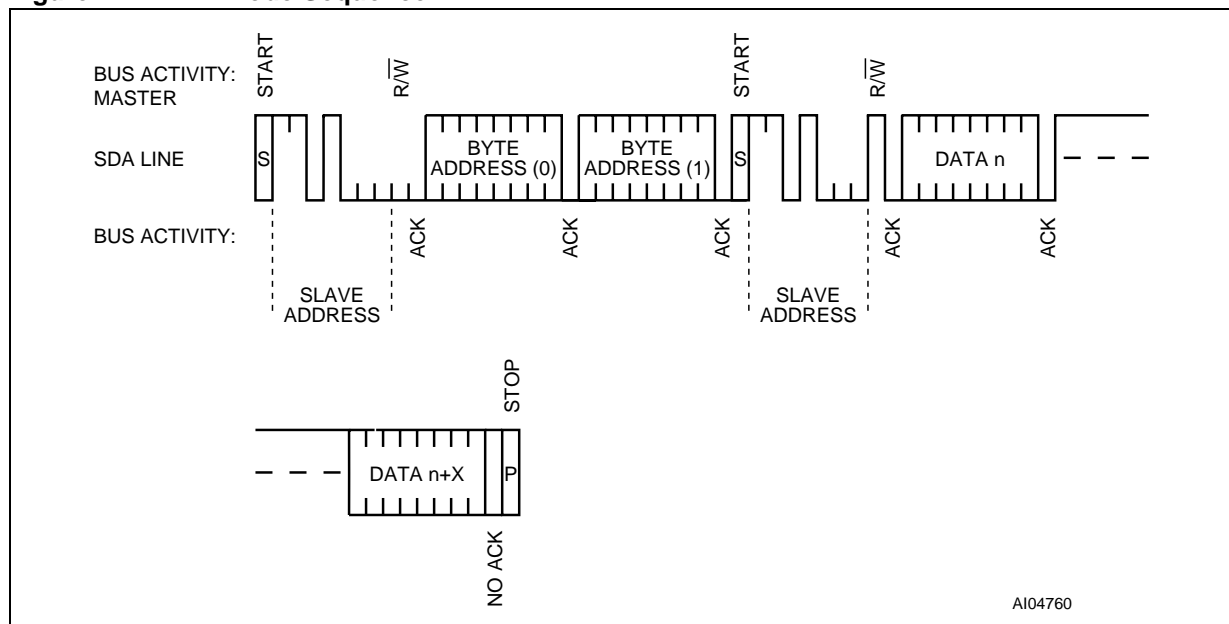 START
R/W
START
R/W
BUS ACTIVITY:
MASTER
SDA LINE
S
BYTE
ADDRESS (0)
BYTE
ADDRESS (1)
S
DATA n
BUS ACTIVITY:
ACK
ACK
ACK
ACK
ACK
SLAVE
ADDRESS
SLAVE
ADDRESS
STOP
DATA n+X
P
NO ACK
AI04760